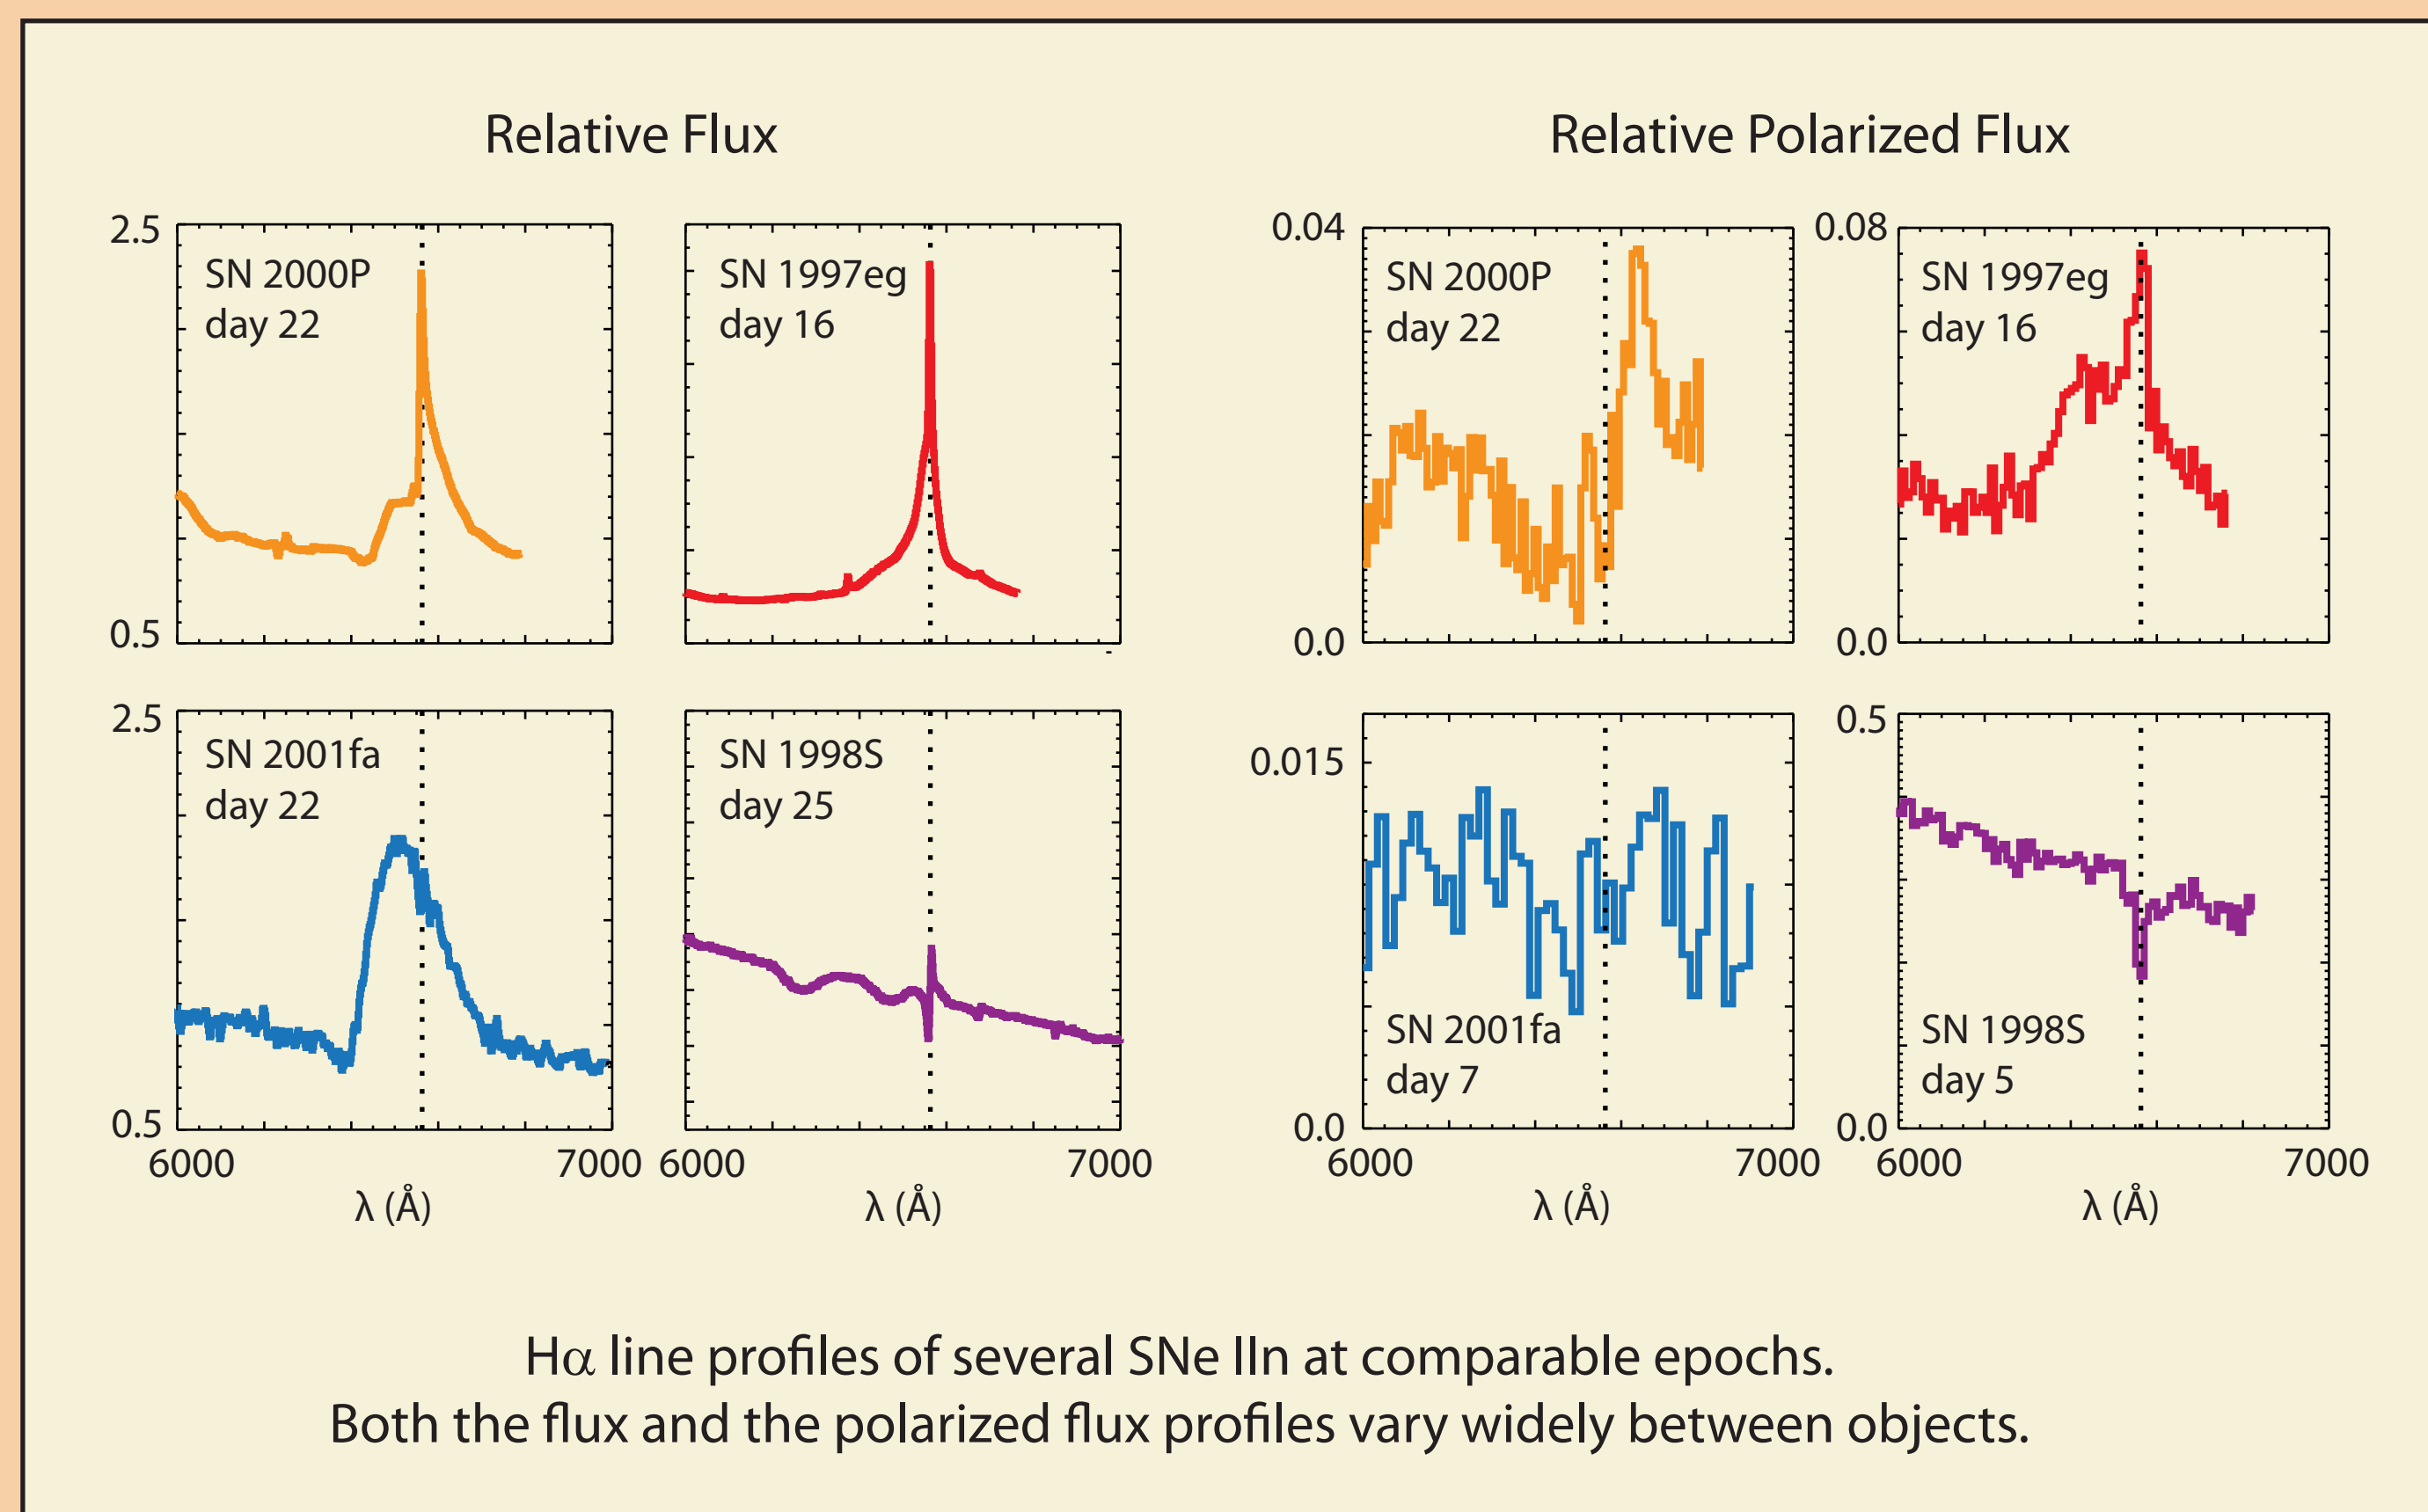 Relative Flux
Relative Polarized Flux
2.5
SN 2000P
day 22
0.5
SN 1997eg
day 16
0.04
SN 2000P
day 22
0.0
0.08
SN 1997eg
day 16
0.0
2.5
SN 2001fa
day 22
0.5
6000
7000
λ (Å)
SN 1998S
day 25
6000
7000
λ (Å)
0.015
SN 2001fa
day 7
0.0
6000
7000
λ (Å)
0.5
SN 1998S
day 5
0.0
6000
7000
λ (Å)
Hα line profiles of several SNe IIn at comparable epochs.
Both the flux and the polarized flux profiles vary widely between objects.